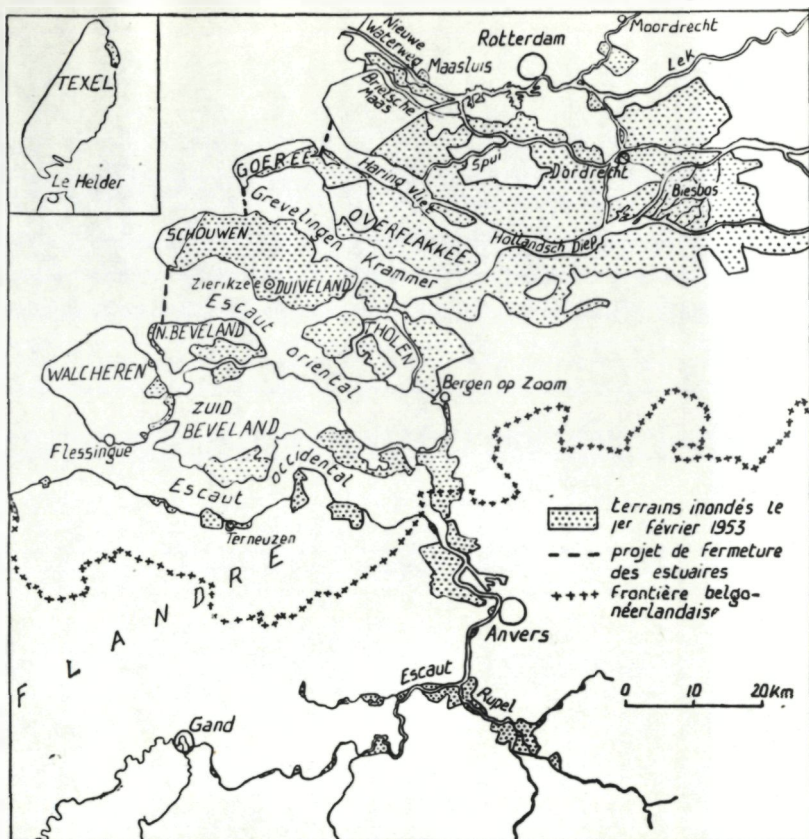 TEXEL
Le Helder
Nieuwe
Waterweg
Maasluis
Rotterdam
Moordrecht
Lek
Brielsche
Maas
Spui
Dordrecht
Biesbos
GOEREE
Haring vliet
OVERFLAKKÉE
Hollandsch Diep
Grevelingen
Krammer
SCHOUWEN
Zierikzee
DUIVELAND
Escaut
oriental
N. BEVELAND
THOLEN
WALCHEREN
ZUID
BEVELAND
Bergen op Zoom
Flessingue
Escaut
occidental
Terneuzen
FLANDRE
terrains inondés le
1er Février 1953
projet de Fermeture
des estuaires
Frontière belgo-
néerlandaise
Anvers
Escaut
Rupel
0 10 20 Km
Gand